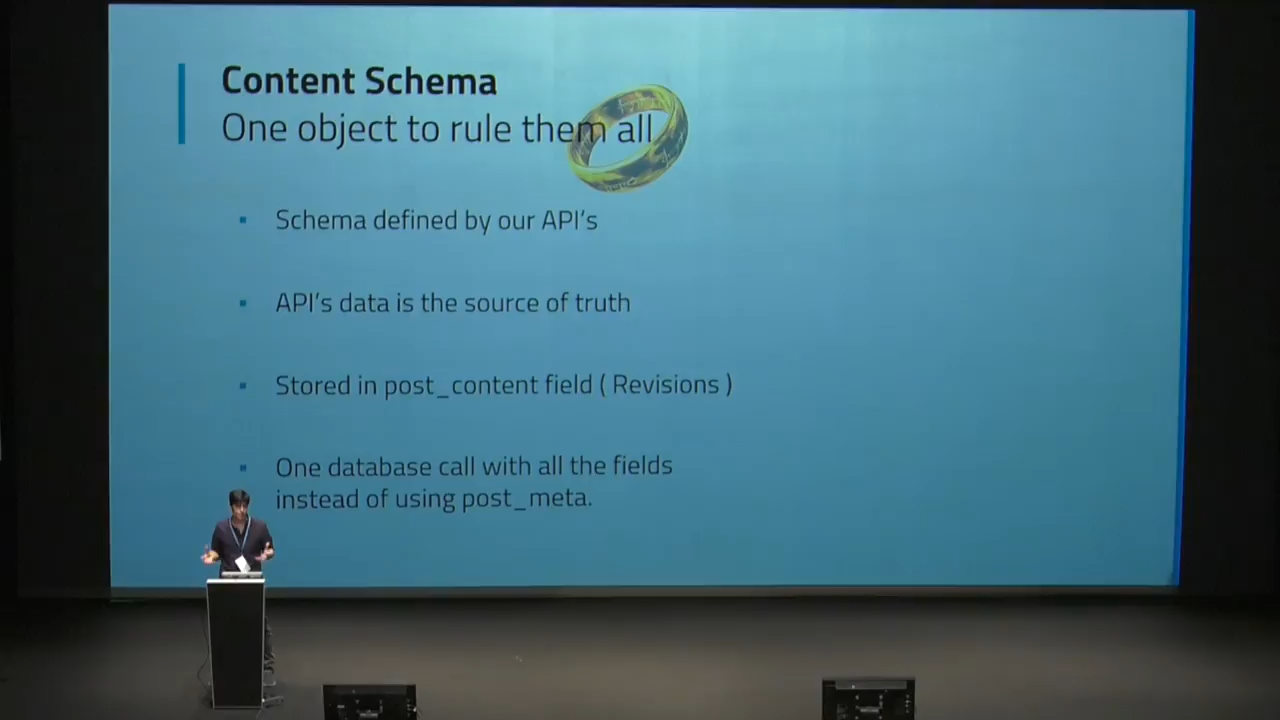 Content Schema
One object to rule them all
Schema defined by our API's
API's data is the source of truth
Stored in post_content field ( Revisions )
One database call with all the fields
instead of using post_meta.